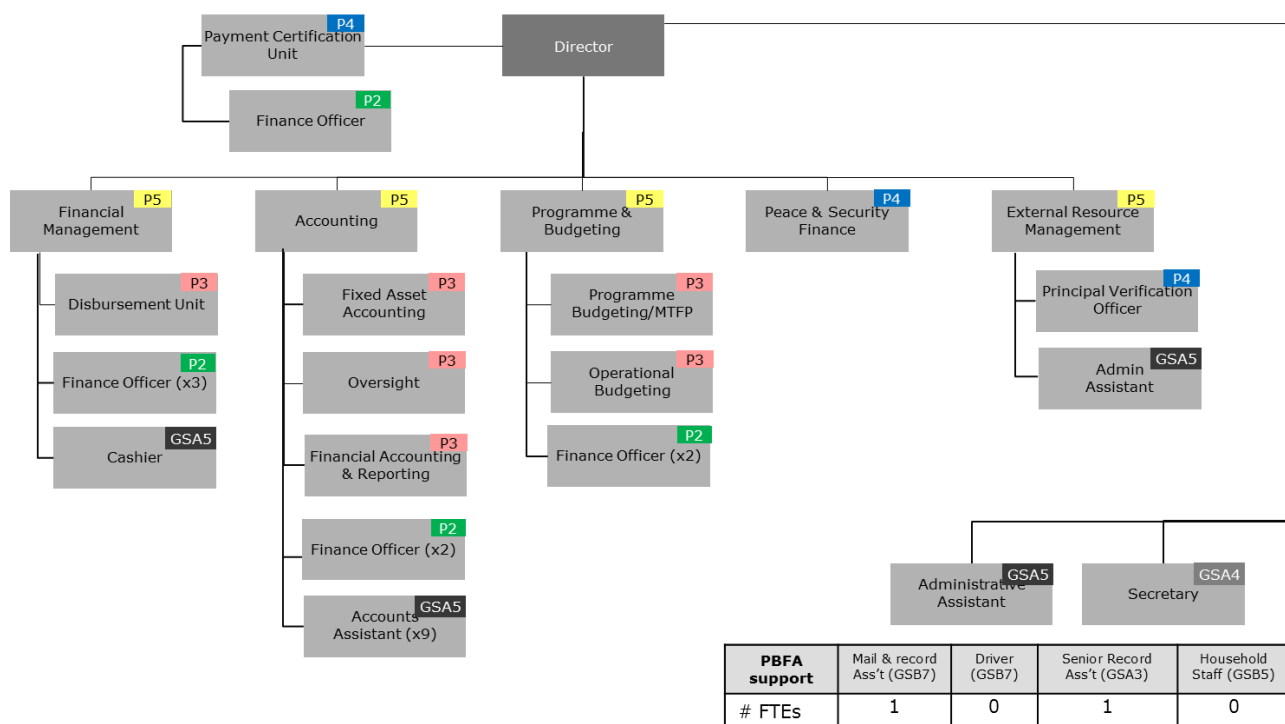 P4
Payment Certification
Unit
Director
P2
Finance Officer
P5
Financial
Management
P5
Accounting
P5
Programme &
Budgeting
P4
Peace & Security
Finance
P5
External Resource
Management
P3
Disbursement Unit
P2
Finance Officer (x3)
GSA5
Cashier
P3
Fixed Asset
Accounting
P3
Oversight
P3
Financial Accounting
& Reporting
P2
Finance Officer (x2)
GSA5
Accounts
Assistant (x9)
P3
Programme
Budgeting/MTFP
P3
Operational
Budgeting
P2
Finance Officer (x2)
P4
Principal Verification
Officer
GSA5
Admin
Assistant
GSA5
Administrative
Assistant
GSA4
Secretary
PBFA
support
Mail & record
Ass't (GSB7)
Driver
(GSB7)
Senior Record
Ass't (GSA3)
Household
Staff (GSB5)
# FTEs
1
0
1
0